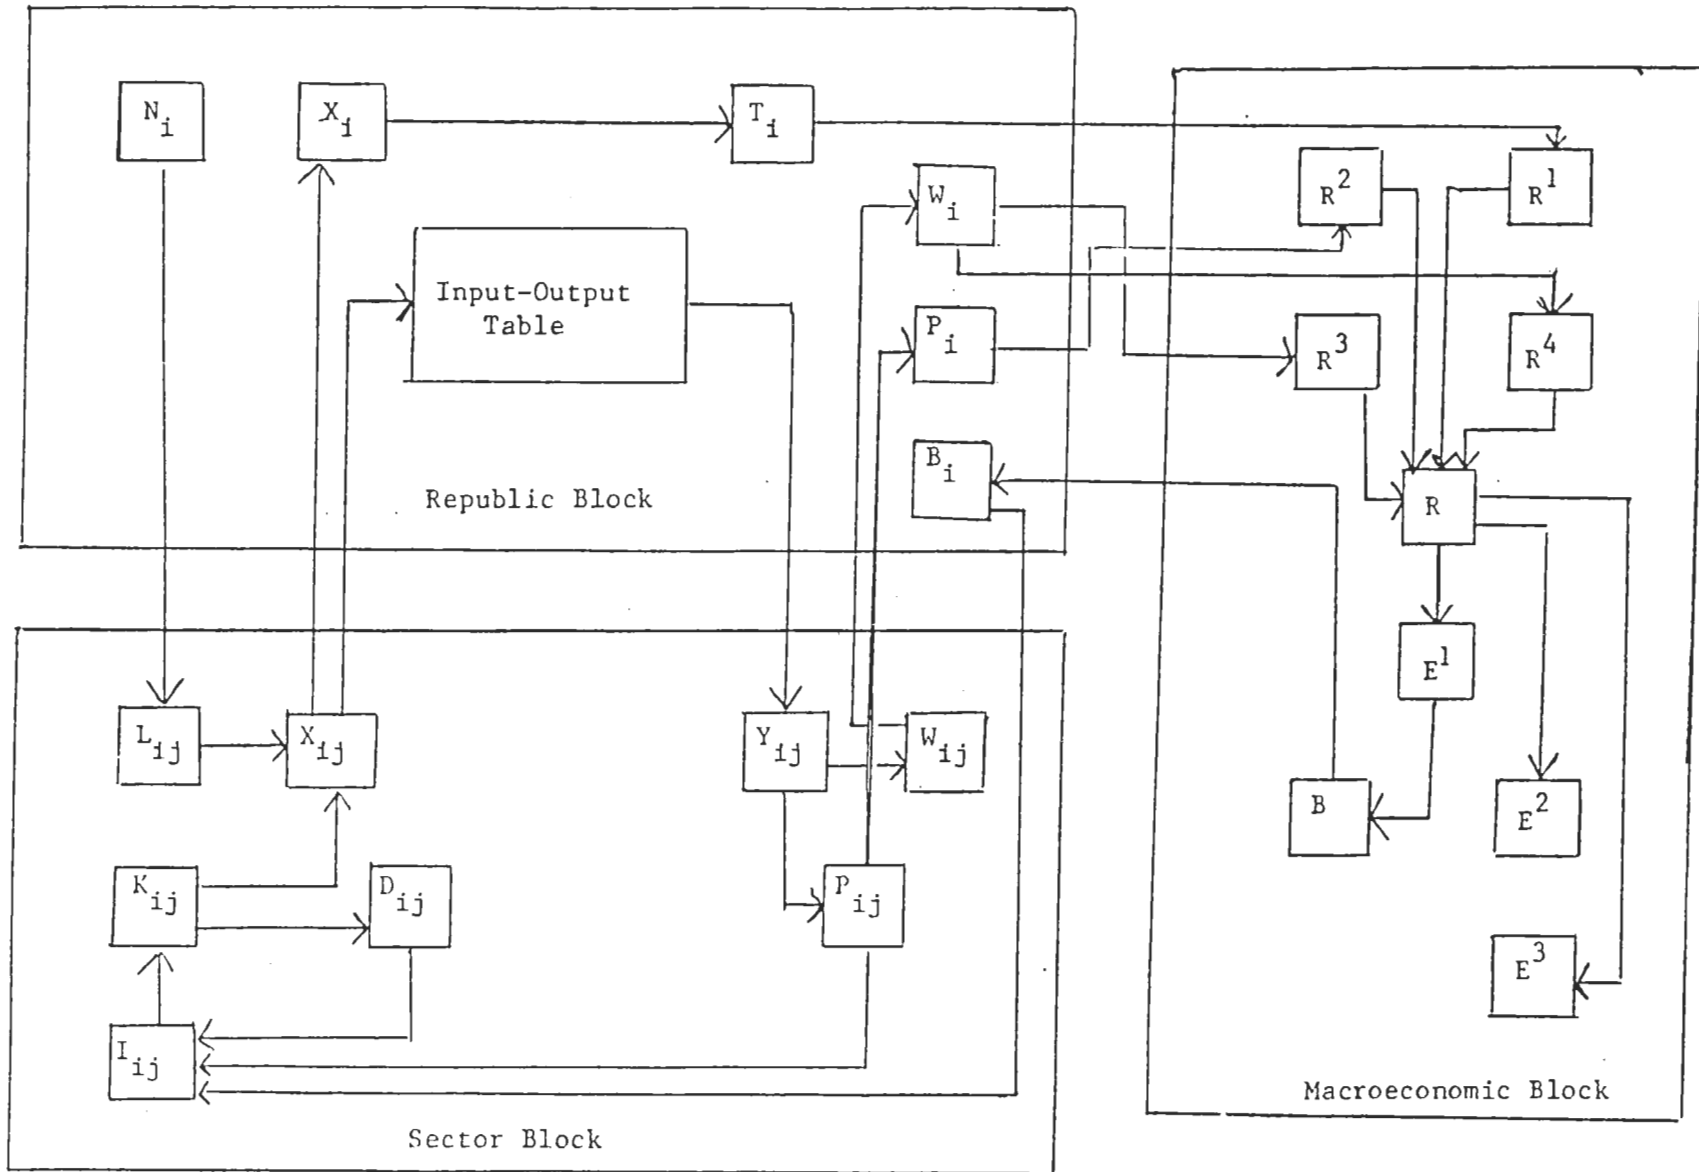 N_i
X_i
T_i
W_i
R^2
R^1
Input-Output
Table
P_i
R^3
R^4
B_i
Republic Block
R
E^1
L_ij
X_ij
Y_ij
W_ij
B
E^2
K_ij
D_ij
P_ij
E^3
I_ij
Macroeconomic Block
Sector Block